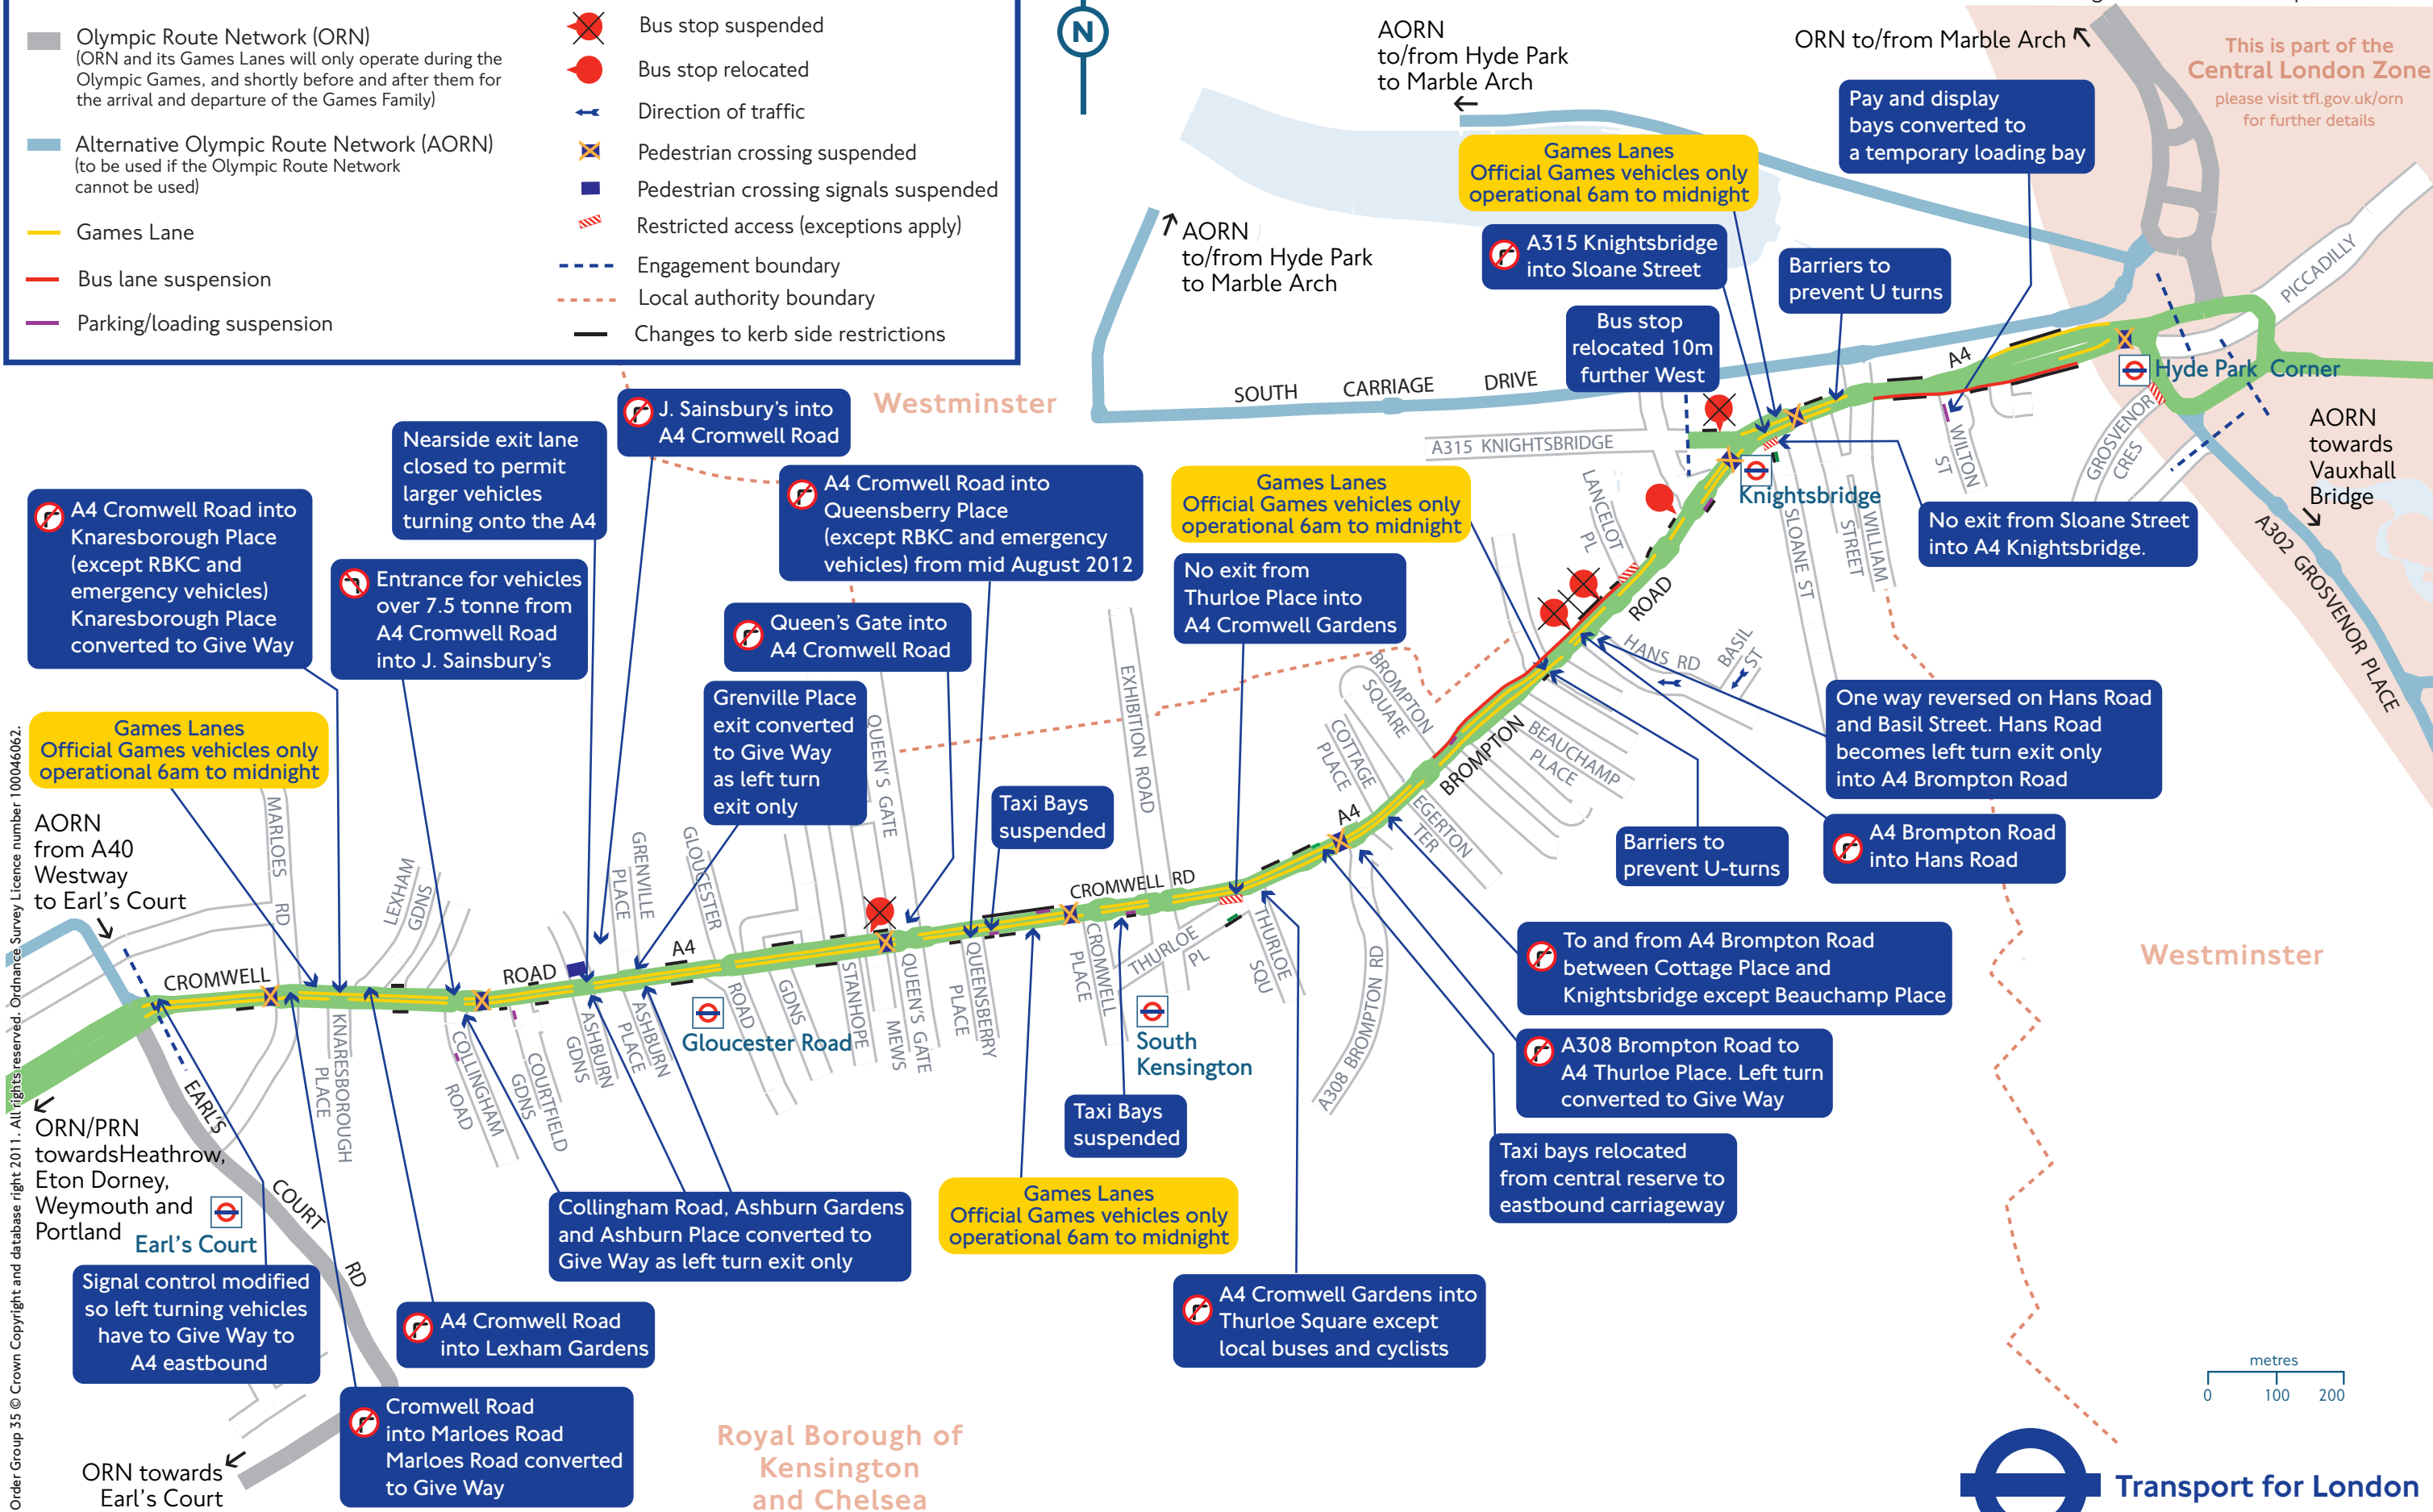 Olympic Route Network (ORN)
(ORN and its Games Lanes will only operate during the
Olympic Games, and shortly before and after them for
the arrival and departure of the Games Family)
Alternative Olympic Route Network (AORN)
(to be used if the Olympic Route Network
cannot be used)
Games Lane
Bus lane suspension
Parking/loading suspension
Bus stop suspended
Bus stop relocated
Direction of traffic
Pedestrian crossing suspended
Pedestrian crossing signals suspended
Restricted access (exceptions apply)
Engagement boundary
Local authority boundary
Changes to kerb side restrictions
N
AORN
to/from Hyde Park
to Marble Arch
ORN to/from Marble Arch
This is part of the
Central London Zone
please visit tfl.gov.uk/orn
for further details
Pay and display
bays converted to
a temporary loading bay
Games Lanes
Official Games vehicles only
operational 6am to midnight
AORN
to/from Hyde Park
to Marble Arch
A315 Knightsbridge
into Sloane Street
Barriers to
prevent U turns
Bus stop
relocated 10m
further West
PICCADILLY
A4
Hyde Park Corner
SOUTH CARRIAGE DRIVE
A315 KNIGHTSBRIDGE
Westminster
GROSVENOR
CRES
WILTON
ST
AORN
towards
Vauxhall
Bridge
Knightsbridge
LANCELOT
PL
SLOANE ST
WILLIAM
STREET
No exit from Sloane Street
into A4 Knightsbridge.
A302 GROSVENOR PLACE
J. Sainsbury's into
A4 Cromwell Road
Nearside exit lane
closed to permit
larger vehicles
turning onto the A4
A4 Cromwell Road into
Queensberry Place
(except RBKC and emergency
vehicles) from mid August 2012
Games Lanes
Official Games vehicles only
operational 6am to midnight
A4 Cromwell Road into
Knaresborough Place
(except RBKC and
emergency vehicles)
Knaresborough Place
converted to Give Way
Entrance for vehicles
over 7.5 tonne from
A4 Cromwell Road
into J. Sainsbury's
No exit from
Thurloe Place into
A4 Cromwell Gardens
Queen's Gate into
A4 Cromwell Road
Grenville Place
exit converted
to Give Way
as left turn
exit only
ROAD
HANS RD
BASIL
ST
One way reversed on Hans Road
and Basil Street. Hans Road
becomes left turn exit only
into A4 Brompton Road
Games Lanes
Official Games vehicles only
operational 6am to midnight
QUEEN'S GATE
EXHIBITION ROAD
BROMPTON
SQUARE
COTTAGE
PLACE
BROMPTON
BEAUCHAMP
PLACE
EGERTON
TER
A4
Taxi Bays
suspended
Barriers to
prevent U-turns
A4 Brompton Road
into Hans Road
AORN
from A40
Westway
to Earl's Court
MARLOES
RD
LEXHAM
GDNS
GRENVILLE
PLACE
GLOUCESTER
ROAD
CROMWELL RD
CROMWELL
ROAD
A4
To and from A4 Brompton Road
between Cottage Place and
Knightsbridge except Beauchamp Place
Westminster
GDNS
STANHOPE
MEWS
QUEEN'S GATE
QUEENSBERRY
PLACE
CROMWELL
PLACE
THURLOE
PL
THURLOE
SQU
A308 BROMPTON RD
Gloucester Road
South
Kensington
KNARESBOROUGH
PLACE
COLLINGHAM
ROAD
COURTFIELD
GDNS
ASHBURN
GDNS
ASHBURN
PLACE
A308 Brompton Road to
A4 Thurloe Place. Left turn
converted to Give Way
Taxi Bays
suspended
Taxi bays relocated
from central reserve to
eastbound carriageway
ORN/PRN
towardsHeathrow,
Eton Dorney,
Weymouth and
Portland
EARL'S
COURT
RD
Earl's Court
Collingham Road, Ashburn Gardens
and Ashburn Place converted to
Give Way as left turn exit only
Games Lanes
Official Games vehicles only
operational 6am to midnight
Signal control modified
so left turning vehicles
have to Give Way to
A4 eastbound
A4 Cromwell Road
into Lexham Gardens
A4 Cromwell Gardens into
Thurloe Square except
local buses and cyclists
Cromwell Road
into Marloes Road
Marloes Road converted
to Give Way
ORN towards
Earl's Court
Royal Borough of
Kensington
and Chelsea
metres
0 100 200
Transport for London
Order Group 35 © Crown Copyright and database right 2011. All rights reserved. Ordnance Survey Licence number 100046062.